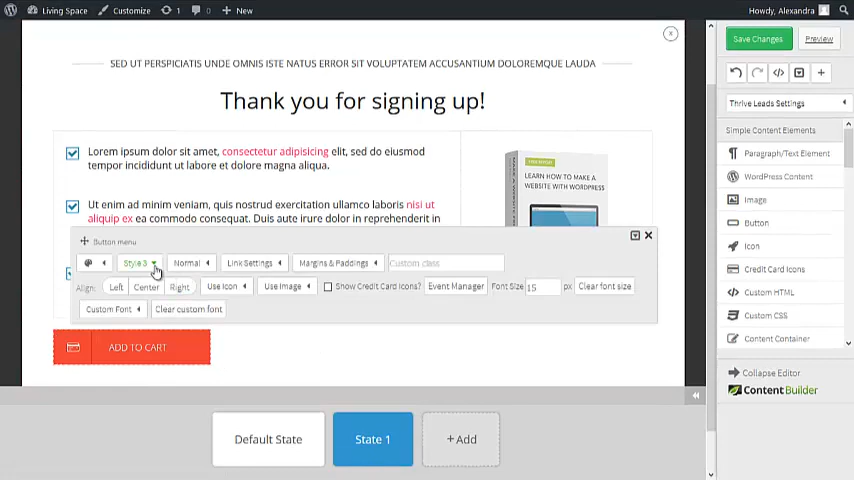 Living Space Customize 1 0 New Howdy, Alexandra
Save Changes Preview
SED UT PERSPICIATIS UNDE OMNIS ISTE NATUS ERROR SIT VOLUPTATEM ACCUSANTIUM DOLOREMQUE LAUDA
Thank you for signing up!
Lorem ipsum dolor sit amet, consectetur adipisicing elit, sed do eiusmod
tempor incididunt ut labore et dolore magna aliqua.
Ut enim ad minim veniam, quis nostrud exercitation ullamco laboris nisi ut
aliquip ex ea commodo consequat. Duis aute irure dolor in reprehenderit in
LEARN HOW TO MAKE A
WEBSITE WITH WORDPRESS
Button menu
Style 3 Normal Link Settings Margins & Paddings Custom class
Align: Left Center Right Use Icon Use Image Show Credit Card Icons? Event Manager Font Size 15 px Clear font size
Custom Font Clear custom font
ADD TO CART
Default State State 1 + Add
Thrive Leads Settings
Simple Content Elements
Paragraph/Text Element
WordPress Content
Image
Button
Icon
Credit Card Icons
Custom HTML
Custom CSS
Content Container
Collapse Editor
Content Builder